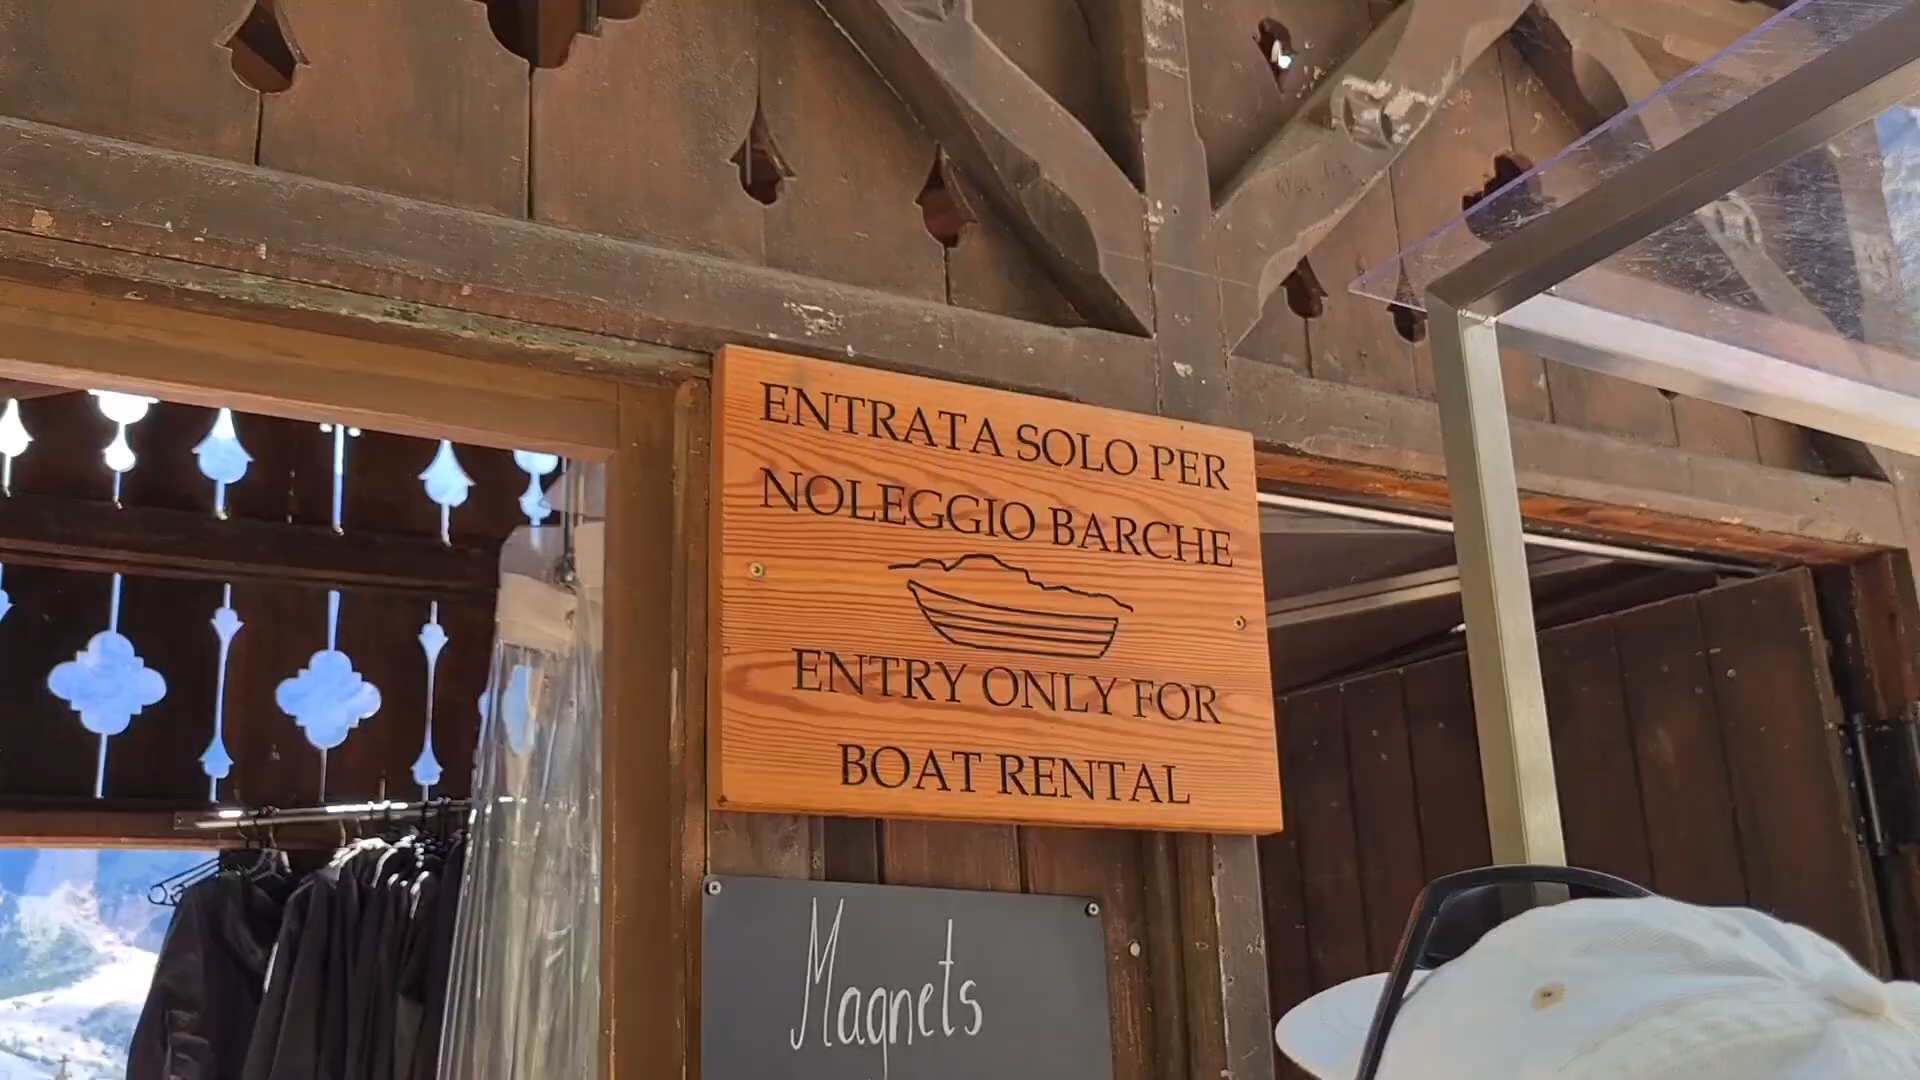 ENTRATA SOLO PER
NOLEGGIO BARCHE
ENTRY ONLY FOR
BOAT RENTAL
Magnets